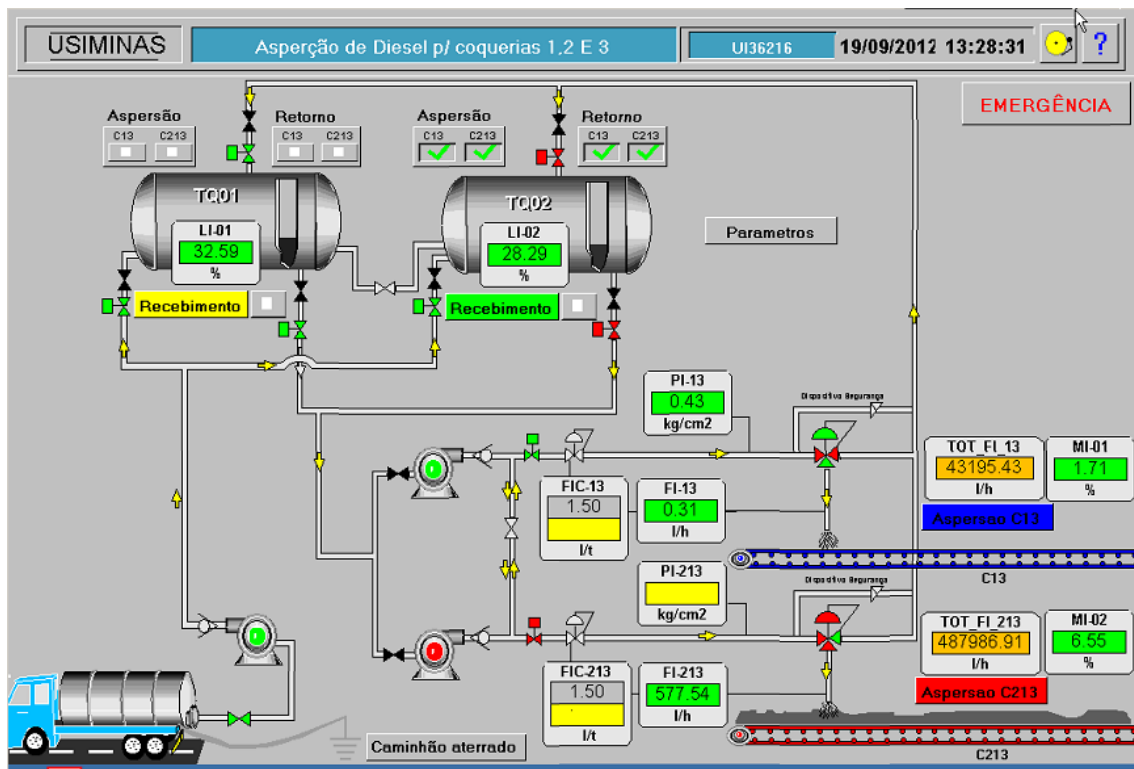 USIMINAS
Asperção de Diesel p/ coquerias 1,2 E 3
UI36216
19/09/2012 13:28:31
?
EMERGÊNCIA
Aspersão
C13 C213
Retorno
C13 C213
Aspersão
C13 C213
Retorno
C13 C213
TQ01
LI-01
32.59
%
TQ02
LI-02
28.29
%
Parametros
Recebimento
Recebimento
PI-13
0.43
kg/cm2
Dispositivo Segurança
TOT_FI_13
43195.43
l/h
MI-01
1.71
%
FIC-13
1.50
l/t
FI-13
0.31
l/h
Aspersao C13
C13
PI-213
kg/cm2
Dispositivo Segurança
TOT_FI_213
487986.91
l/h
MI-02
6.55
%
FIC-213
1.50
l/t
FI-213
577.54
l/h
Aspersao C213
C213
Caminhão aterrado